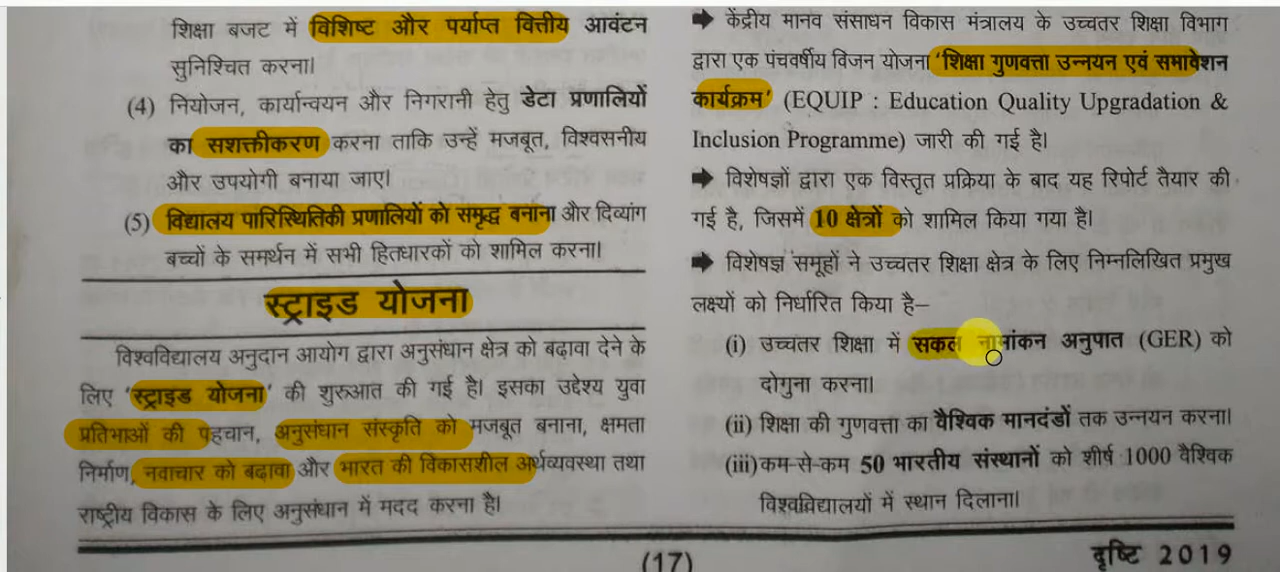 शिक्षा बजट में विशिष्ट और पर्याप्त वित्तीय आवंटन
सुनिश्चित करना।
(4) नियोजन, कार्यान्वयन और निगरानी हेतु डेटा प्रणालियों
का सशक्तीकरण करना ताकि उन्हें मजबूत, विश्वसनीय
और उपयोगी बनाया जाए।
(5) विद्यालय पारिस्थितिकी प्रणालियों को समृद्ध बनाना और दिव्यांग
बच्चों के समर्थन में सभी हितधारकों को शामिल करना।
स्ट्राइड योजना
विश्वविद्यालय अनुदान आयोग द्वारा अनुसंधान क्षेत्र को बढ़ावा देने के
लिए 'स्ट्राइड योजना' की शुरुआत की गई है। इसका उद्देश्य युवा
प्रतिभाओं की पहचान, अनुसंधान संस्कृति को मजबूत बनाना, क्षमता
निर्माण, नवाचार को बढ़ावा और भारत की विकासशील अर्थव्यवस्था तथा
राष्ट्रीय विकास के लिए अनुसंधान में मदद करना है।
➡ केंद्रीय मानव संसाधन विकास मंत्रालय के उच्चतर शिक्षा विभाग
द्वारा एक पंचवर्षीय विजन योजना 'शिक्षा गुणवत्ता उन्नयन एवं समावेशन
कार्यक्रम' (EQUIP : Education Quality Upgradation &
Inclusion Programme) जारी की गई है।
➡ विशेषज्ञों द्वारा एक विस्तृत प्रक्रिया के बाद यह रिपोर्ट तैयार की
गई है, जिसमें 10 क्षेत्रों को शामिल किया गया है।
➡ विशेषज्ञ समूहों ने उच्चतर शिक्षा क्षेत्र के लिए निम्नलिखित प्रमुख
लक्ष्यों को निर्धारित किया है–
(i) उच्चतर शिक्षा में सकल नामांकन अनुपात (GER) को
दोगुना करना।
(ii) शिक्षा की गुणवत्ता का वैश्विक मानदंडों तक उन्नयन करना।
(iii) कम-से-कम 50 भारतीय संस्थानों को शीर्ष 1000 वैश्विक
विश्वविद्यालयों में स्थान दिलाना।
(17)
दृष्टि 2019